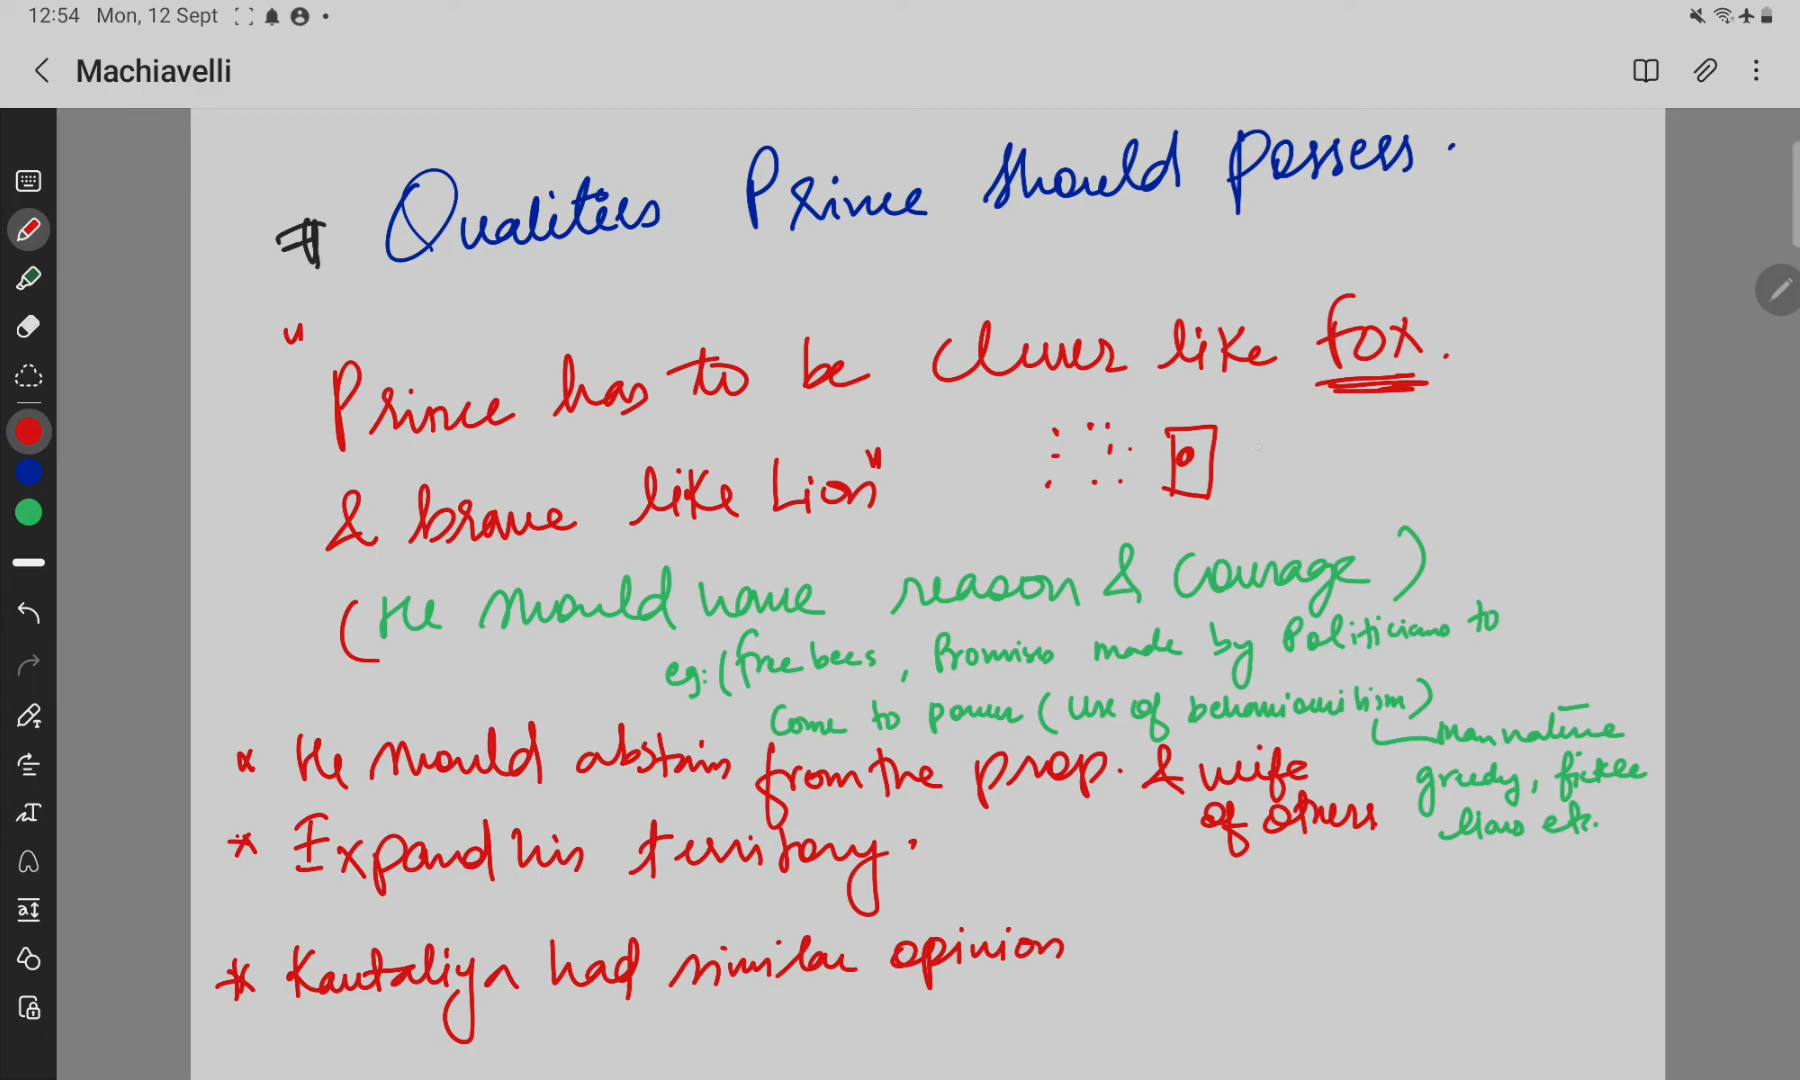 12:54 Mon, 12 Sept
Machiavelli
# Qualities Prince should possess.
"Prince has to be clever like fox.
& brave like Lion"
(He should have reason & courage)
eg: (free bees, Promises made by Politicians to
come to power (use of behaviourilism)
Man nature
greedy, fickle
liars etc.
* He should abstain from the prop. & wife
of others
* Expand his territory.
* Kautaliya had similar opinion